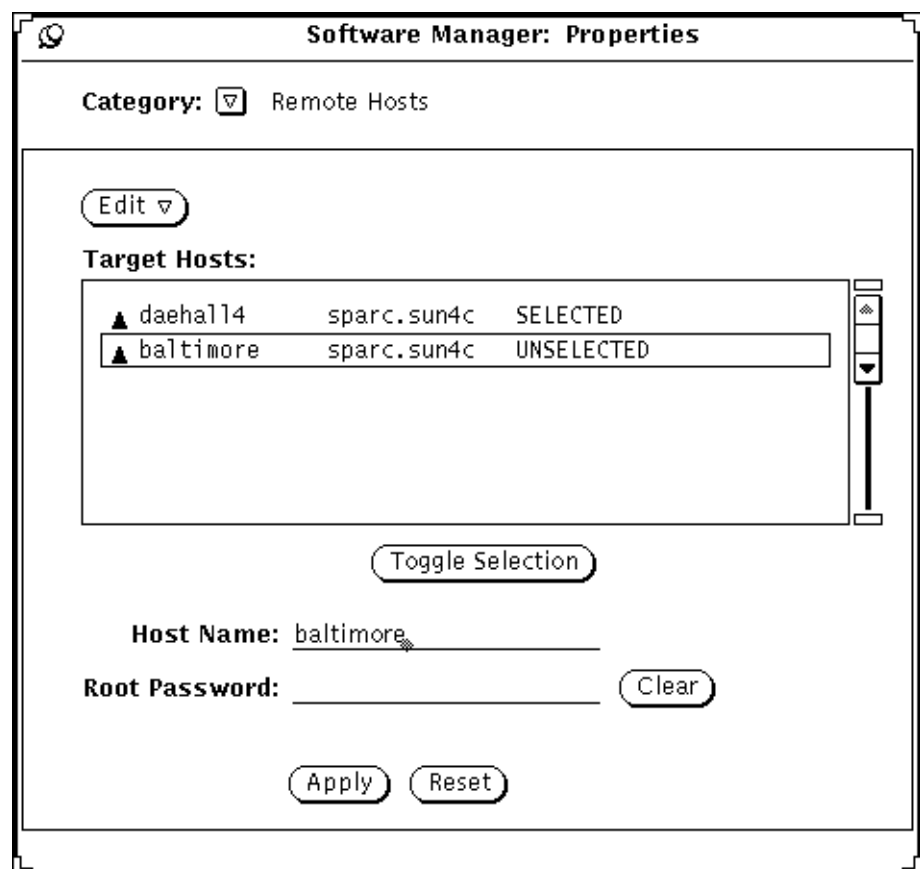 Software Manager: Properties
Category: Remote Hosts
Edit
Target Hosts:
daehall4 sparc.sun4c SELECTED
baltimore sparc.sun4c UNSELECTED
Toggle Selection
Host Name: baltimore
Root Password: Clear
Apply Reset